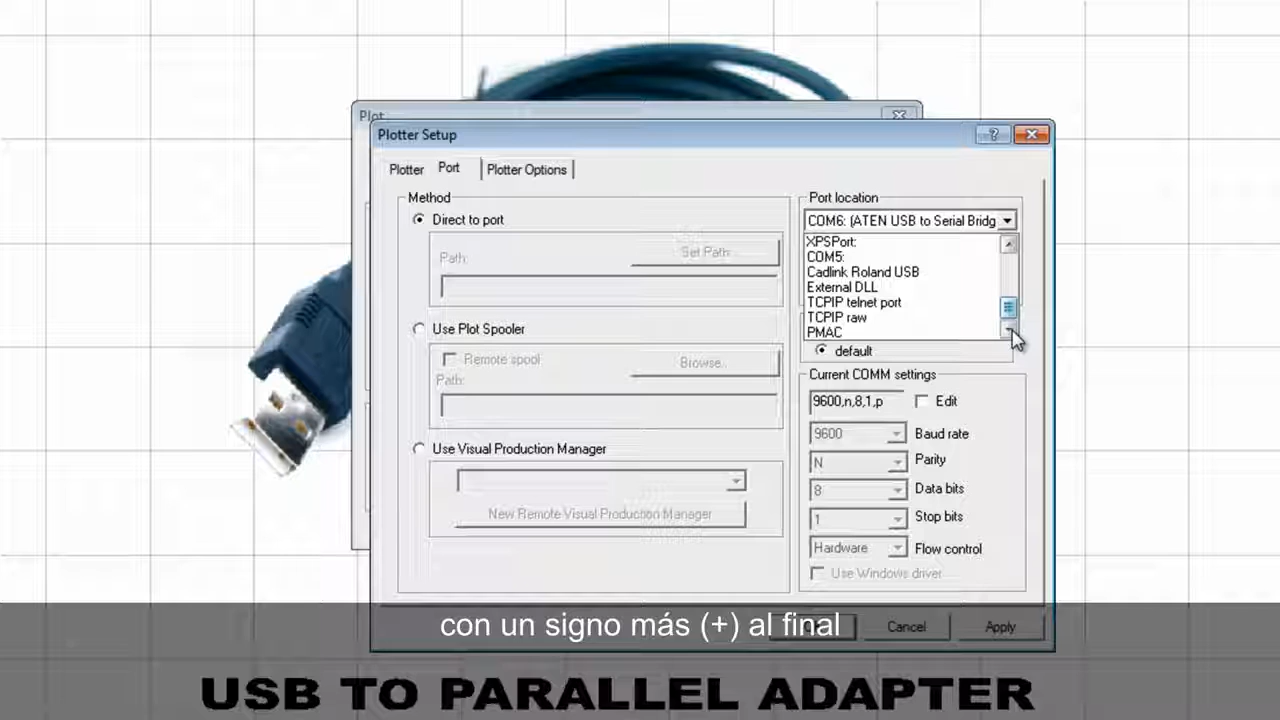 Plot
Plotter Setup
Plotter
Port
Plotter Options
Method
Direct to port
Path:
Set Path...
Use Plot Spooler
Remote spool
Browse...
Path:
Use Visual Production Manager
New Remote Visual Production Manager
Port location
COM6: (ATEN USB to Serial Bridg
XPSPort:
COM5:
Cadlink Roland USB
External DLL
TCPIP telnet port
TCPIP raw
PMAC
default
Current COMM settings
9600,n,8,1,p
Edit
9600
Baud rate
N
Parity
8
Data bits
1
Stop bits
Hardware
Flow control
Use Windows driver
Cancel
Apply
con un signo más (+) al final
USB TO PARALLEL ADAPTER